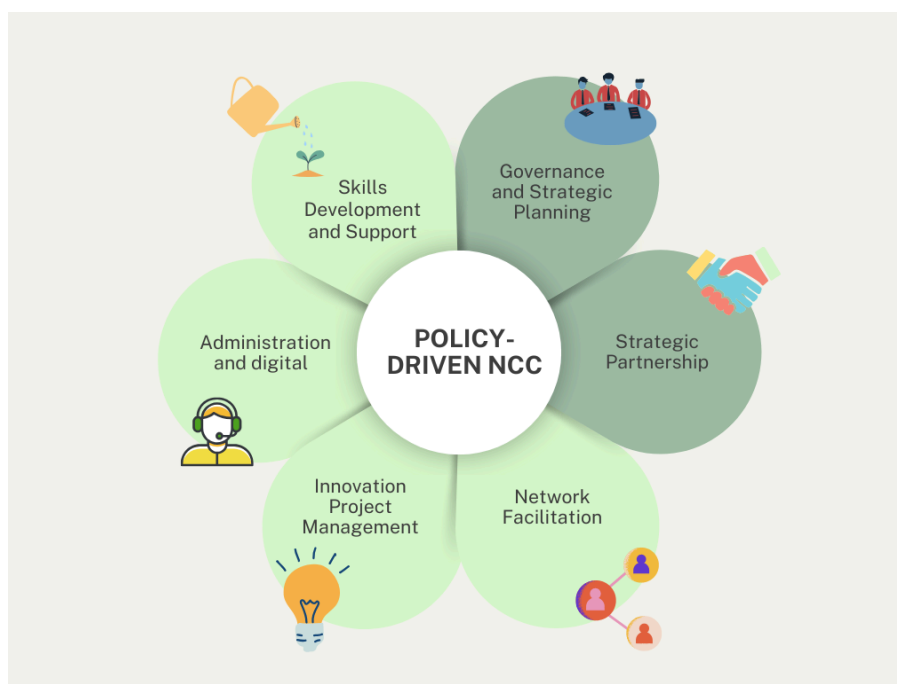 Skills
Development
and Support
Governance
and Strategic
Planning
Administration
and digital
POLICY-
DRIVEN NCC
Strategic
Partnership
Innovation
Project
Management
Network
Facilitation